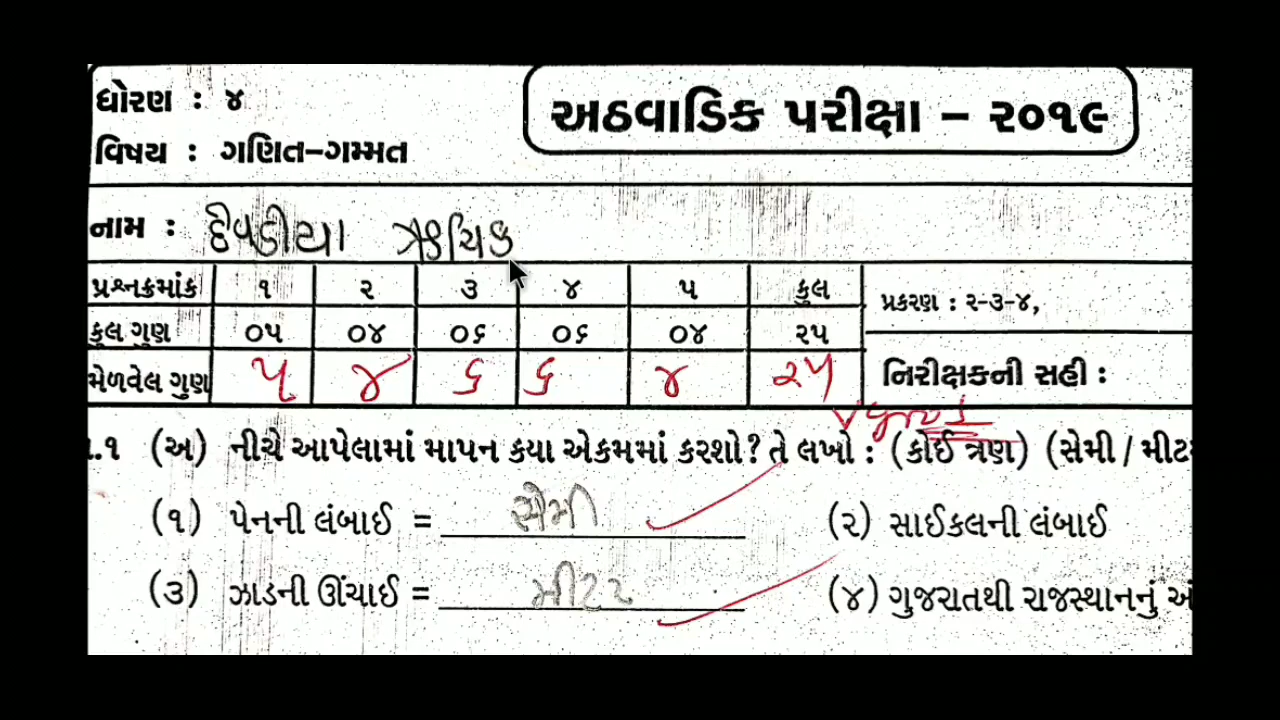 ધોરણ : ૪
અઠવાડિક પરીક્ષા – ૨૦૧૯
વિષય : ગણિત-ગમ્મત
નામ : દેવડીયા ઋચિક
પ્રશ્નક્રમાંક ૧ ૨ ૩ ૪ ૫ કુલ
પ્રકરણ : ૨-૩-૪,
કુલ ગુણ ૦૫ ૦૪ ૦૬ ૦૬ ૦૪ ૨૫
મેળવેલ ગુણ ૫ ૪ ૬ ૬ ૪ ૨૫
નિરીક્ષકની સહી :
.૧ (અ) નીચે આપેલામાં માપન કયા એકમમાં કરશો? તે લખો : (કોઈ ત્રણ) (સેમી / મીટ
(૧) પેનની લંબાઈ = સેમી (૨) સાઈકલની લંબાઈ
(૩) ઝાડની ઊંચાઈ = મીટર (૪) ગુજરાતથી રાજસ્થાનનું અં